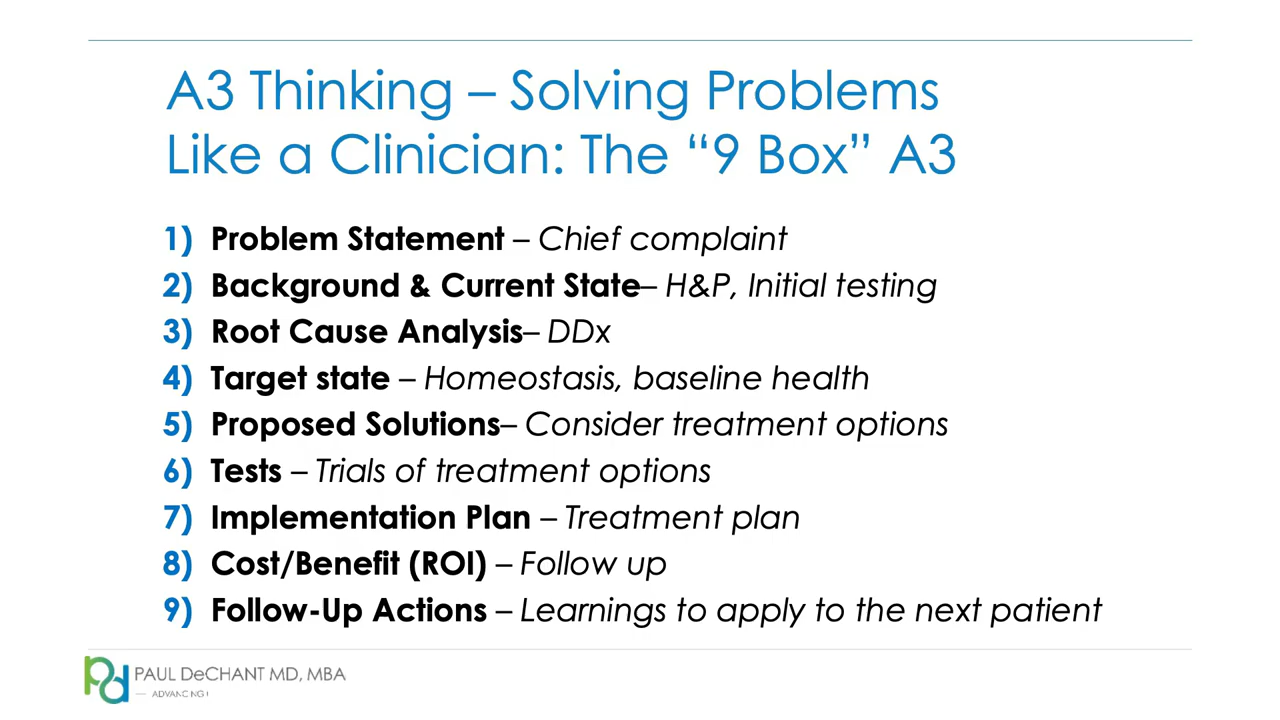 A3 Thinking – Solving Problems
Like a Clinician: The “9 Box” A3
1) Problem Statement – Chief complaint
2) Background & Current State– H&P, Initial testing
3) Root Cause Analysis– DDx
4) Target state – Homeostasis, baseline health
5) Proposed Solutions– Consider treatment options
6) Tests – Trials of treatment options
7) Implementation Plan – Treatment plan
8) Cost/Benefit (ROI) – Follow up
9) Follow-Up Actions – Learnings to apply to the next patient
pd PAUL DeCHANT MD, MBA
— ADVANCING